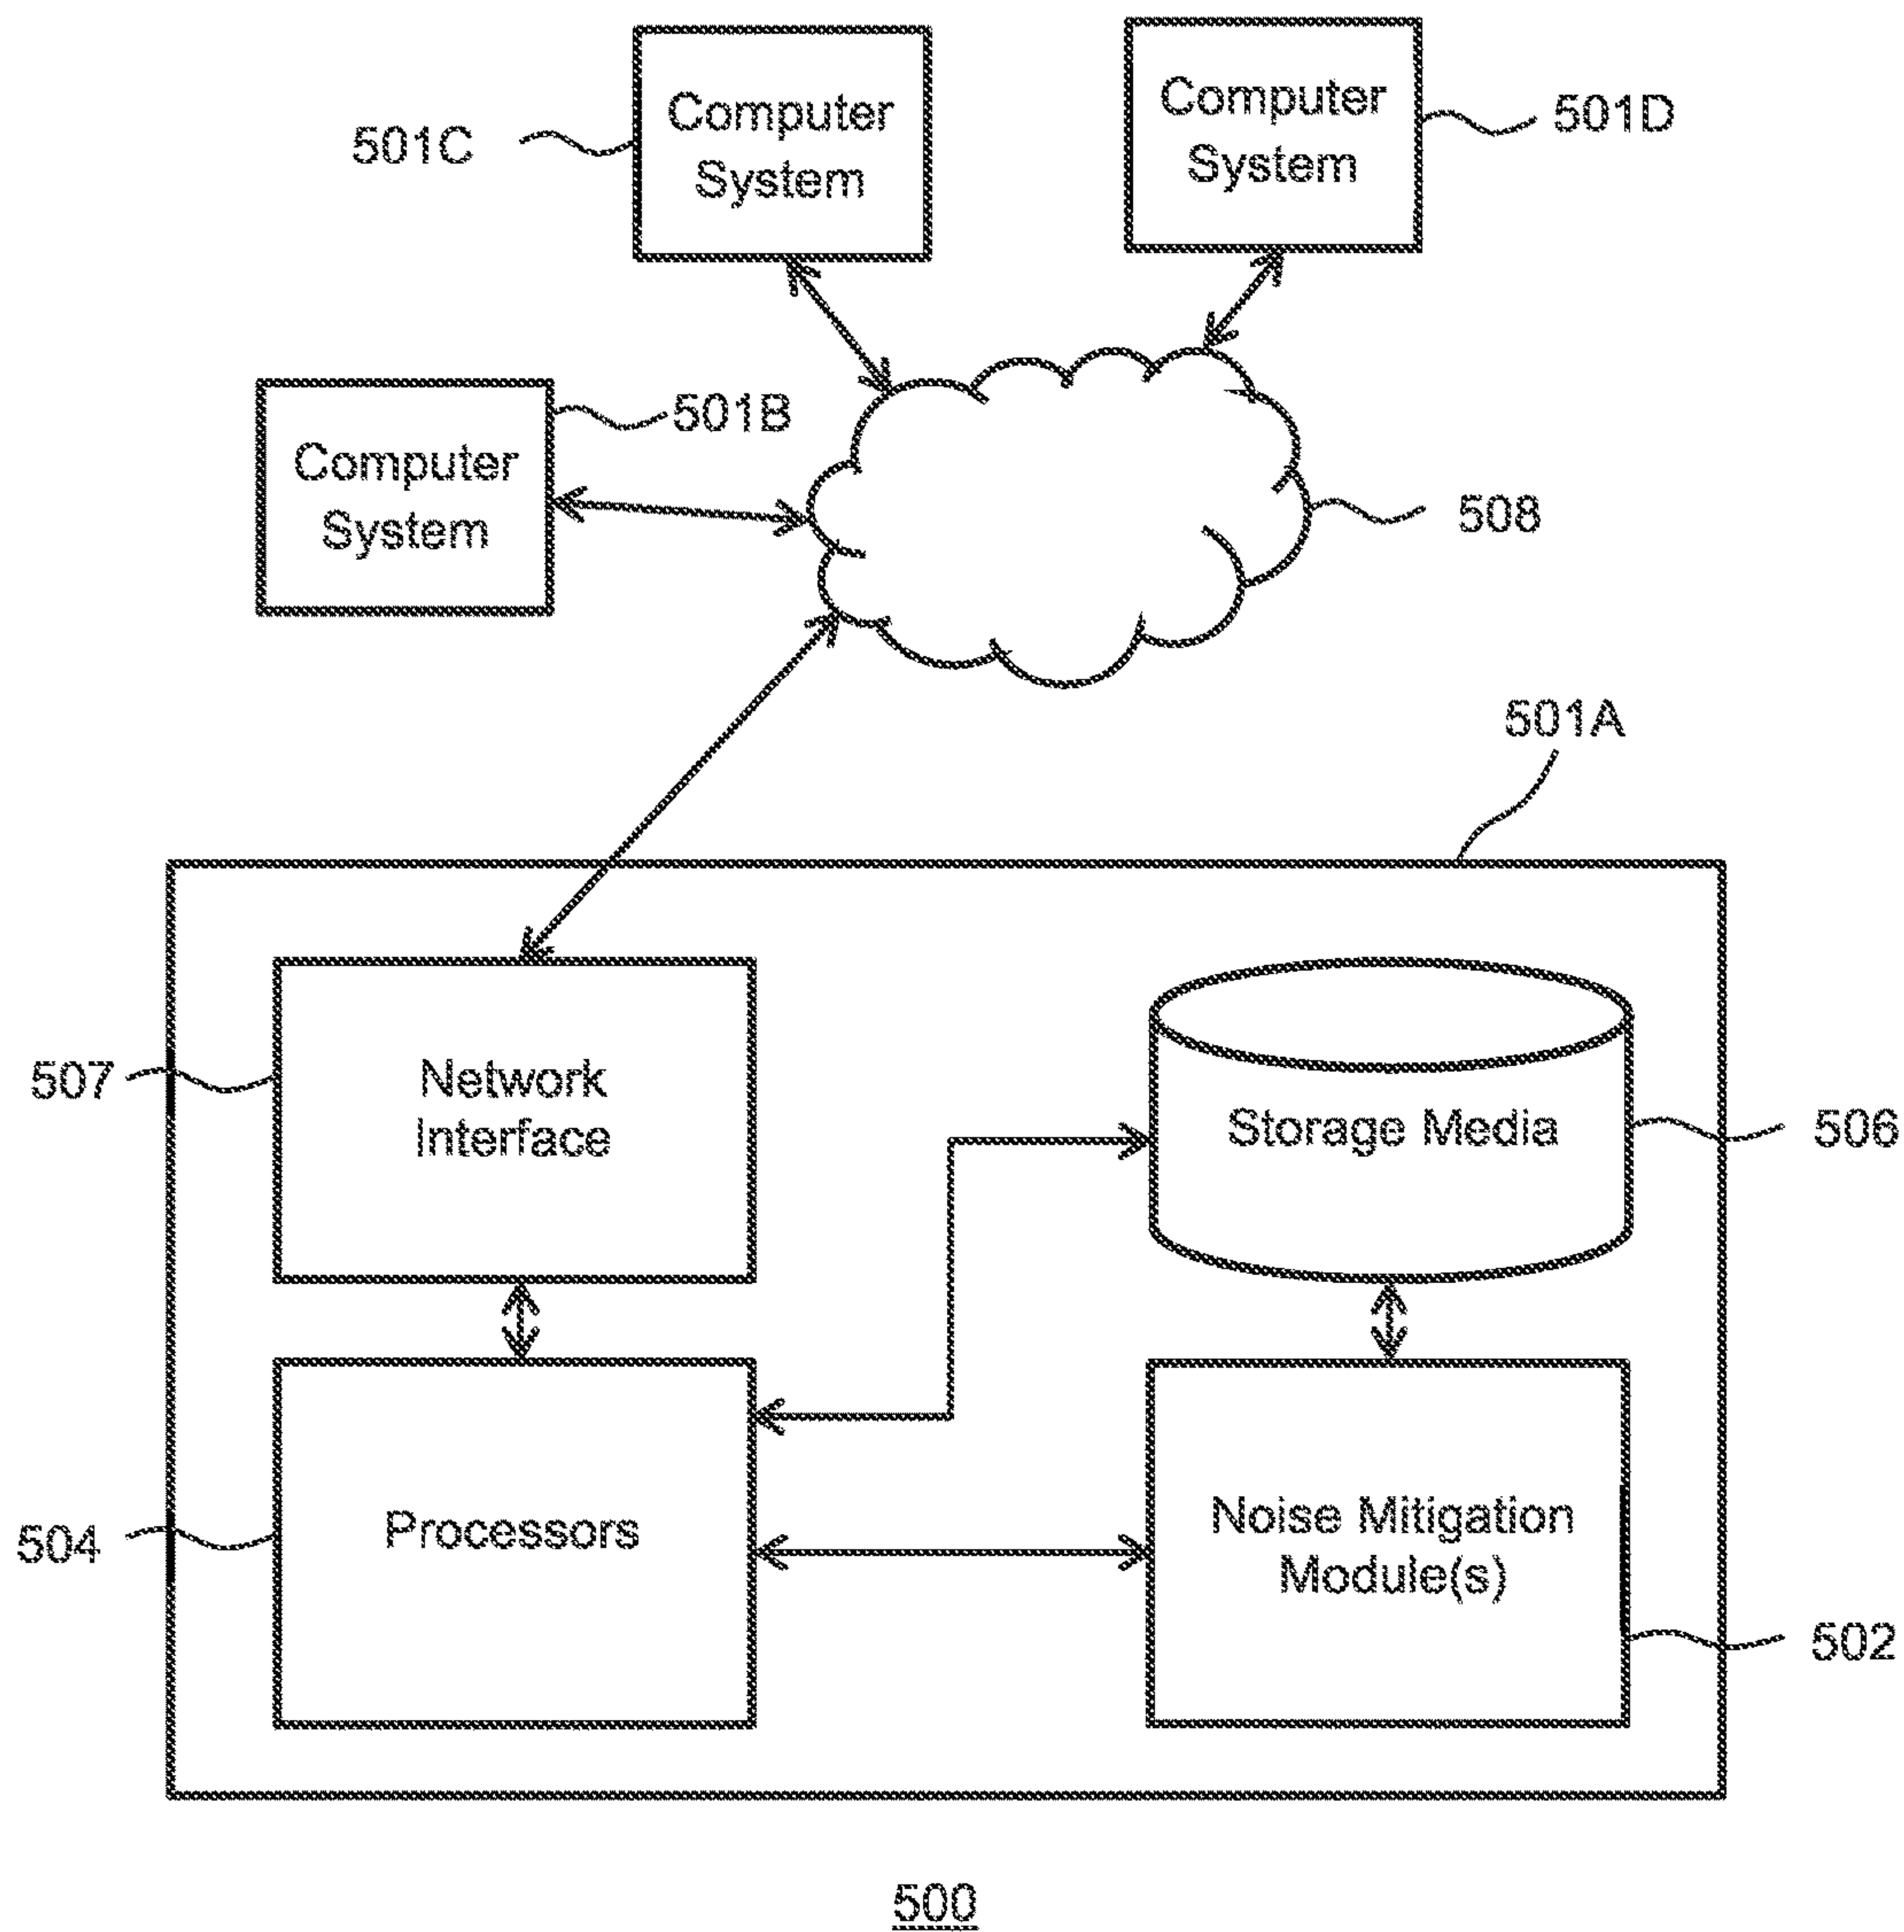 Computer
System
501C
Computer
System
501D
Computer
System
501B
508
501A
Network
Interface
507
Storage Media
506
Processors
504
Noise Mitigation
Module(s)
502
500